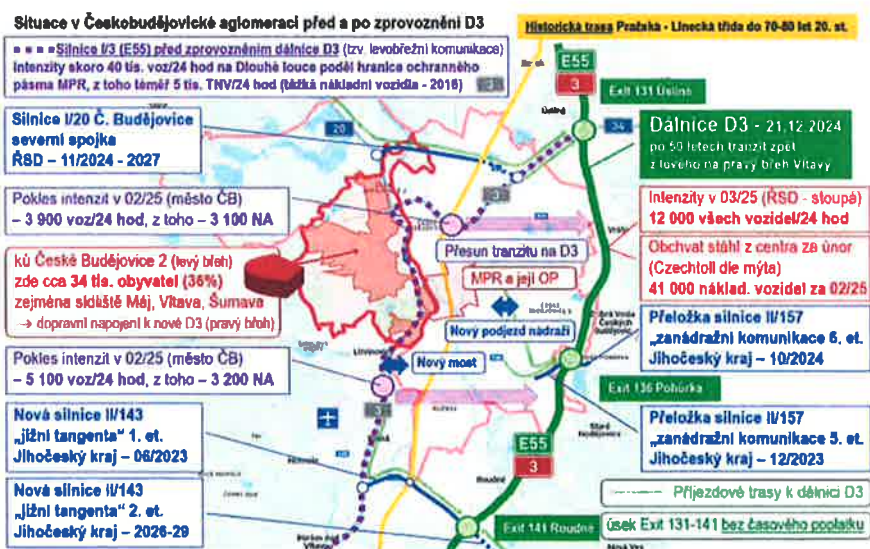 Situace v Českobudějovické aglomeraci před a po zprovoznění D3
Historická trasa Pražská - Linecká třída do 70-80 let 20. st.
Silnice I/3 (E55) před zprovozněním dálnice D3 (tzv. levobřežní komunikace)
Intenzity skoro 40 tis. voz/24 hod na Dlouhé louce podél hranice ochranného
pásma MPR, z toho téměř 5 tis. TNV/24 hod (těžká nákladní vozidla - 2016)
E55
3
Exit 131 Úsilné
Úsilné
Silnice I/20 Č. Budějovice
severní spojka
ŘSD – 11/2024 - 2027
20
34
Dálnice D3 - 21.12.2024
po 50 letech tranzit zpět
z levého na pravý břeh Vltavy
Pokles intenzit v 02/25 (město ČB)
– 3 900 voz/24 hod, z toho – 3 100 NA
Intenzity v 03/25 (ŘSD - stoupá)
12 000 všech vozidel/24 hod
Přesun tranzitu na D3
Obchvat stáhl z centra za únor
(Czechtoll dle mýta)
41 000 náklad. vozidel za 02/25
kú České Budějovice 2 (levý břeh)
zde cca 34 tis. obyvatel (36%)
zejména sídliště Máj, Vltava, Šumava
→ dopravní napojení k nové D3 (pravý břeh)
MPR a její OP
Nový podjezd nádraží
Dobrá Voda
Českých
Budějovic
Přeložka silnice II/157
„zanádražní komunikace 6. et.
Jihočeský kraj – 10/2024
Litvínovice
Nový most
Pokles intenzit v 02/25 (město ČB)
– 5 100 voz/24 hod, z toho – 3 200 NA
Exit 136 Pohůrka
Nová silnice II/143
„jižní tangenta" 1. et.
Jihočeský kraj – 06/2023
Staré
Hodějovice
Přeložka silnice II/157
„zanádražní komunikace 5. et.
Jihočeský kraj – 12/2023
E55
3
Roudné
Nová silnice II/143
„jižní tangenta" 2. et.
Jihočeský kraj – 2026-29
Příjezdové trasy k dálnici D3
Exit 141 Roudné
úsek Exit 131-141 bez časového poplatku